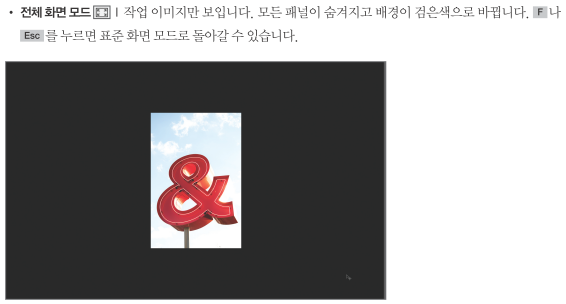 • 전체 화면 모드 | 작업 이미지만 보입니다. 모든 패널이 숨겨지고 배경이 검은색으로 바뀝니다. F 나
Esc 를 누르면 표준 화면 모드로 돌아갈 수 있습니다.
&